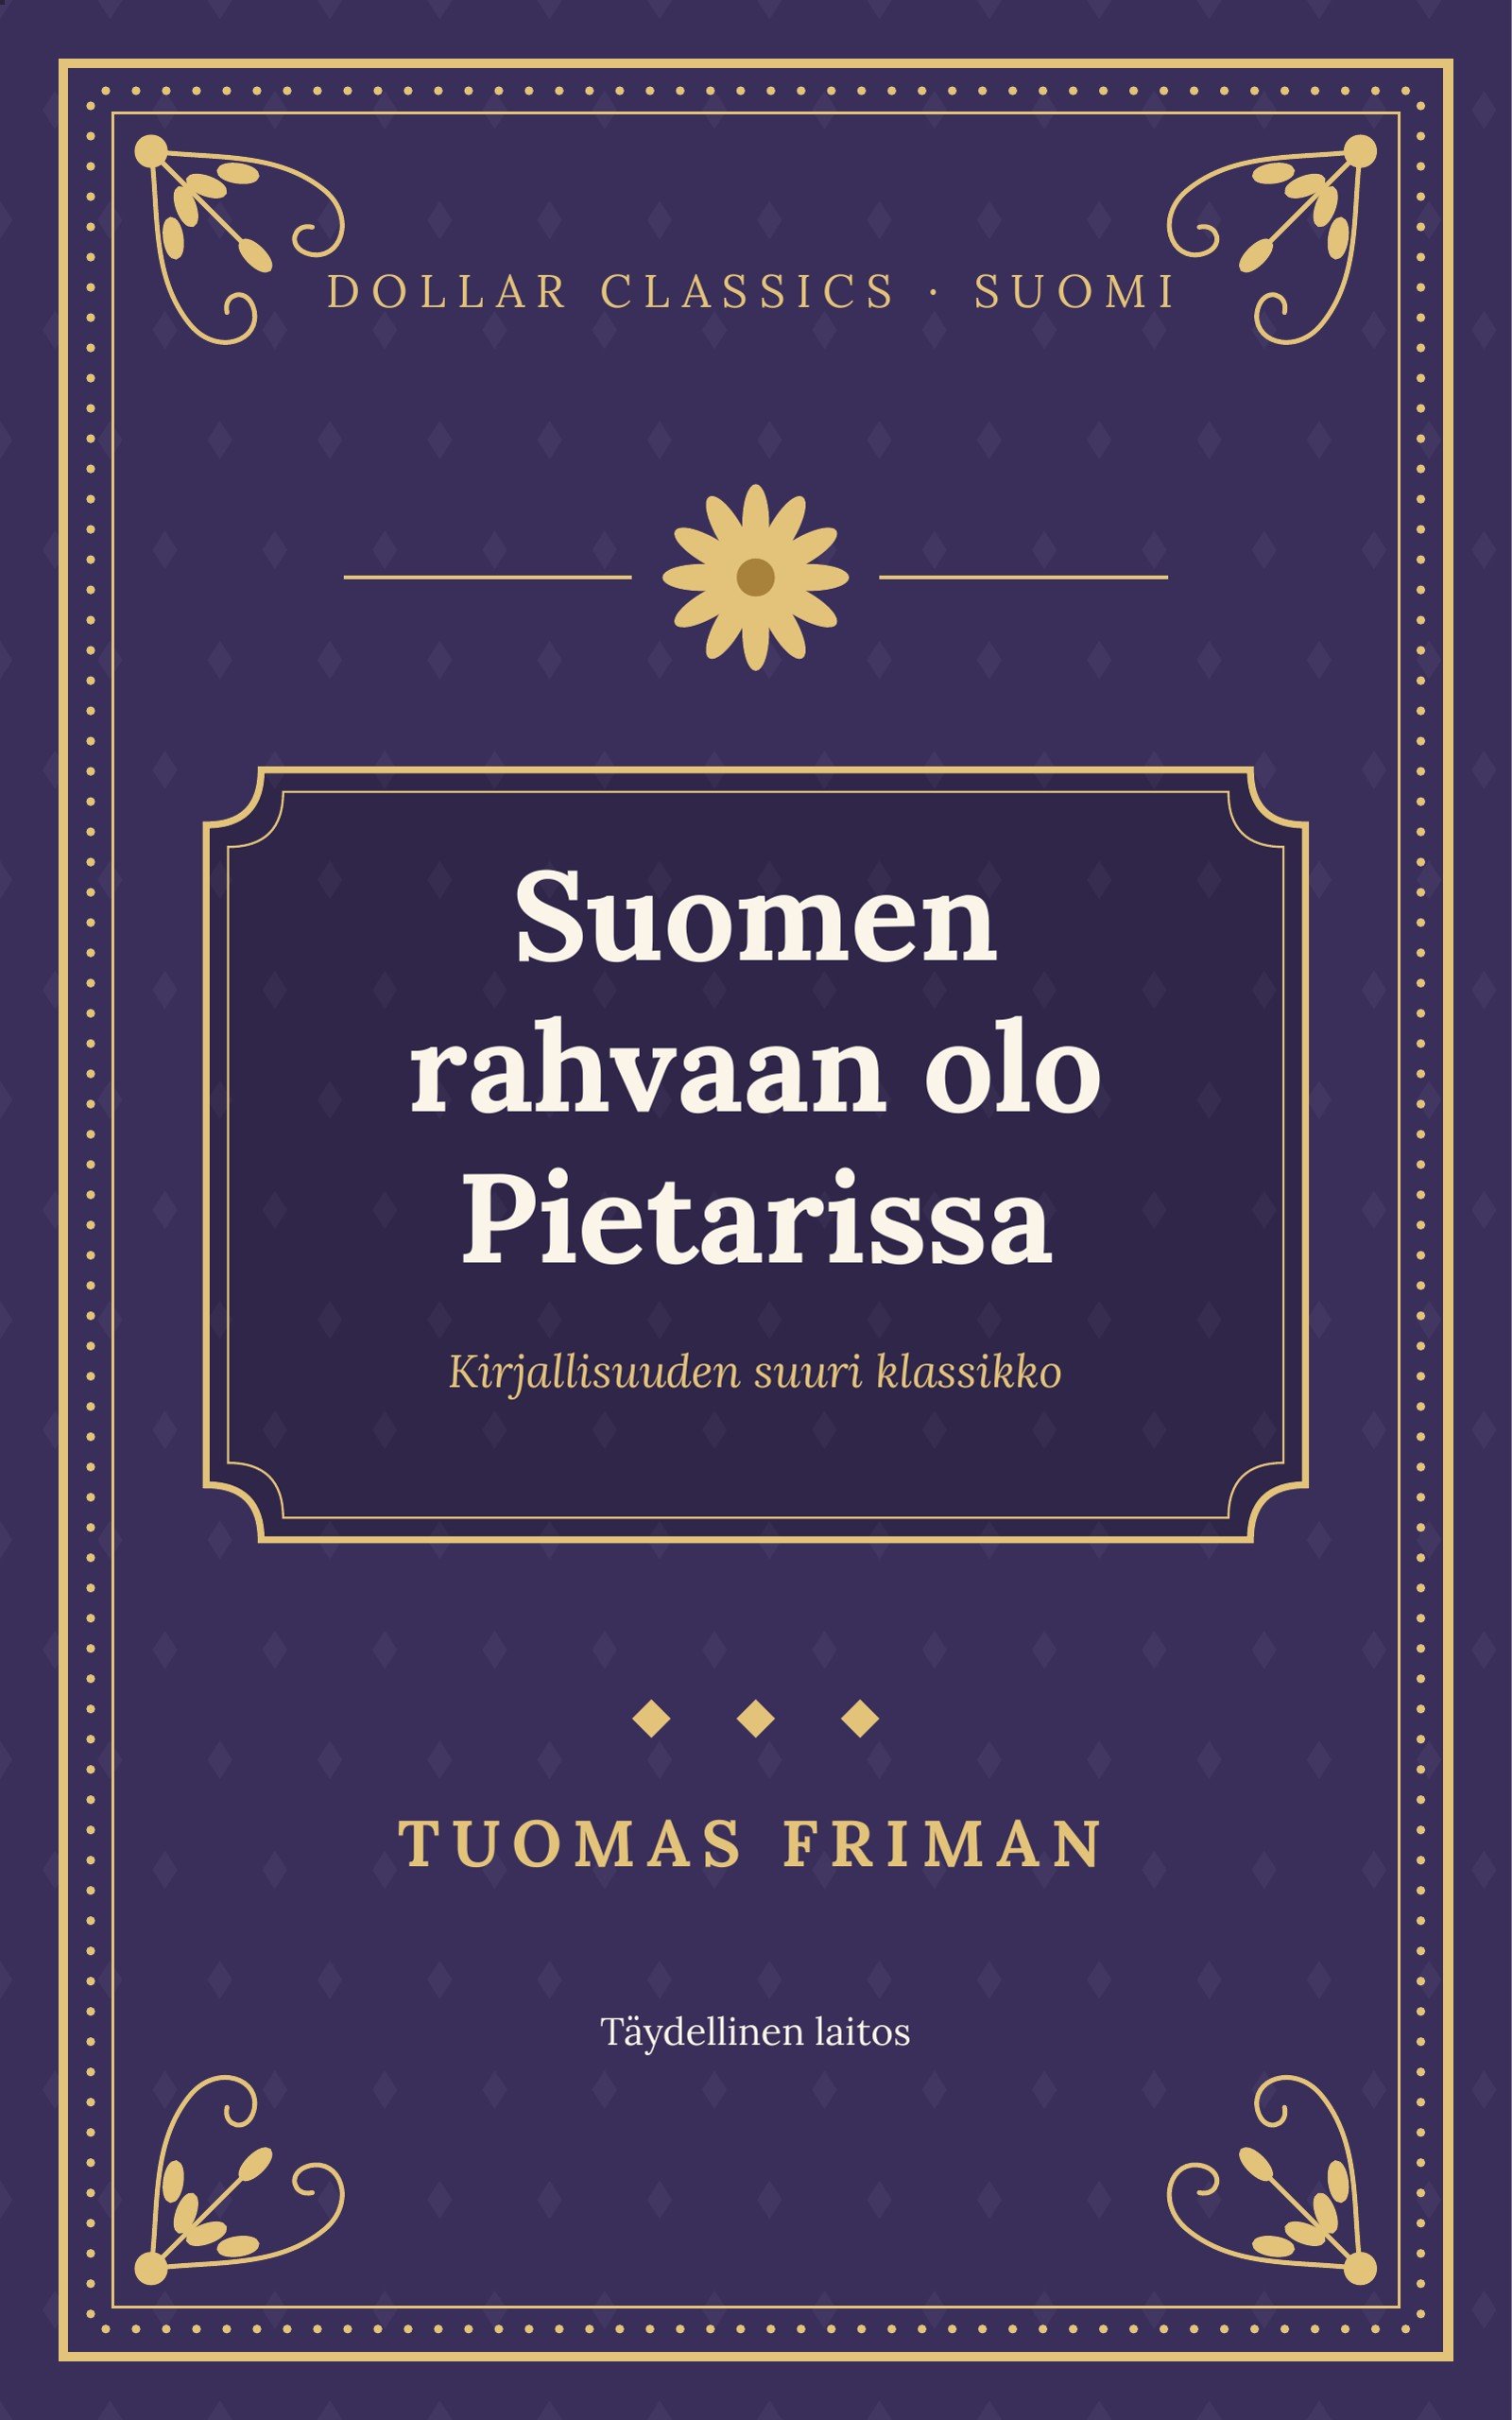 DOLLAR CLASSICS · SUOMI
Suomen
rahvaan olo
Pietarissa
Kirjallisuuden suuri klassikko
TUOMAS FRIMAN
Täydellinen laitos